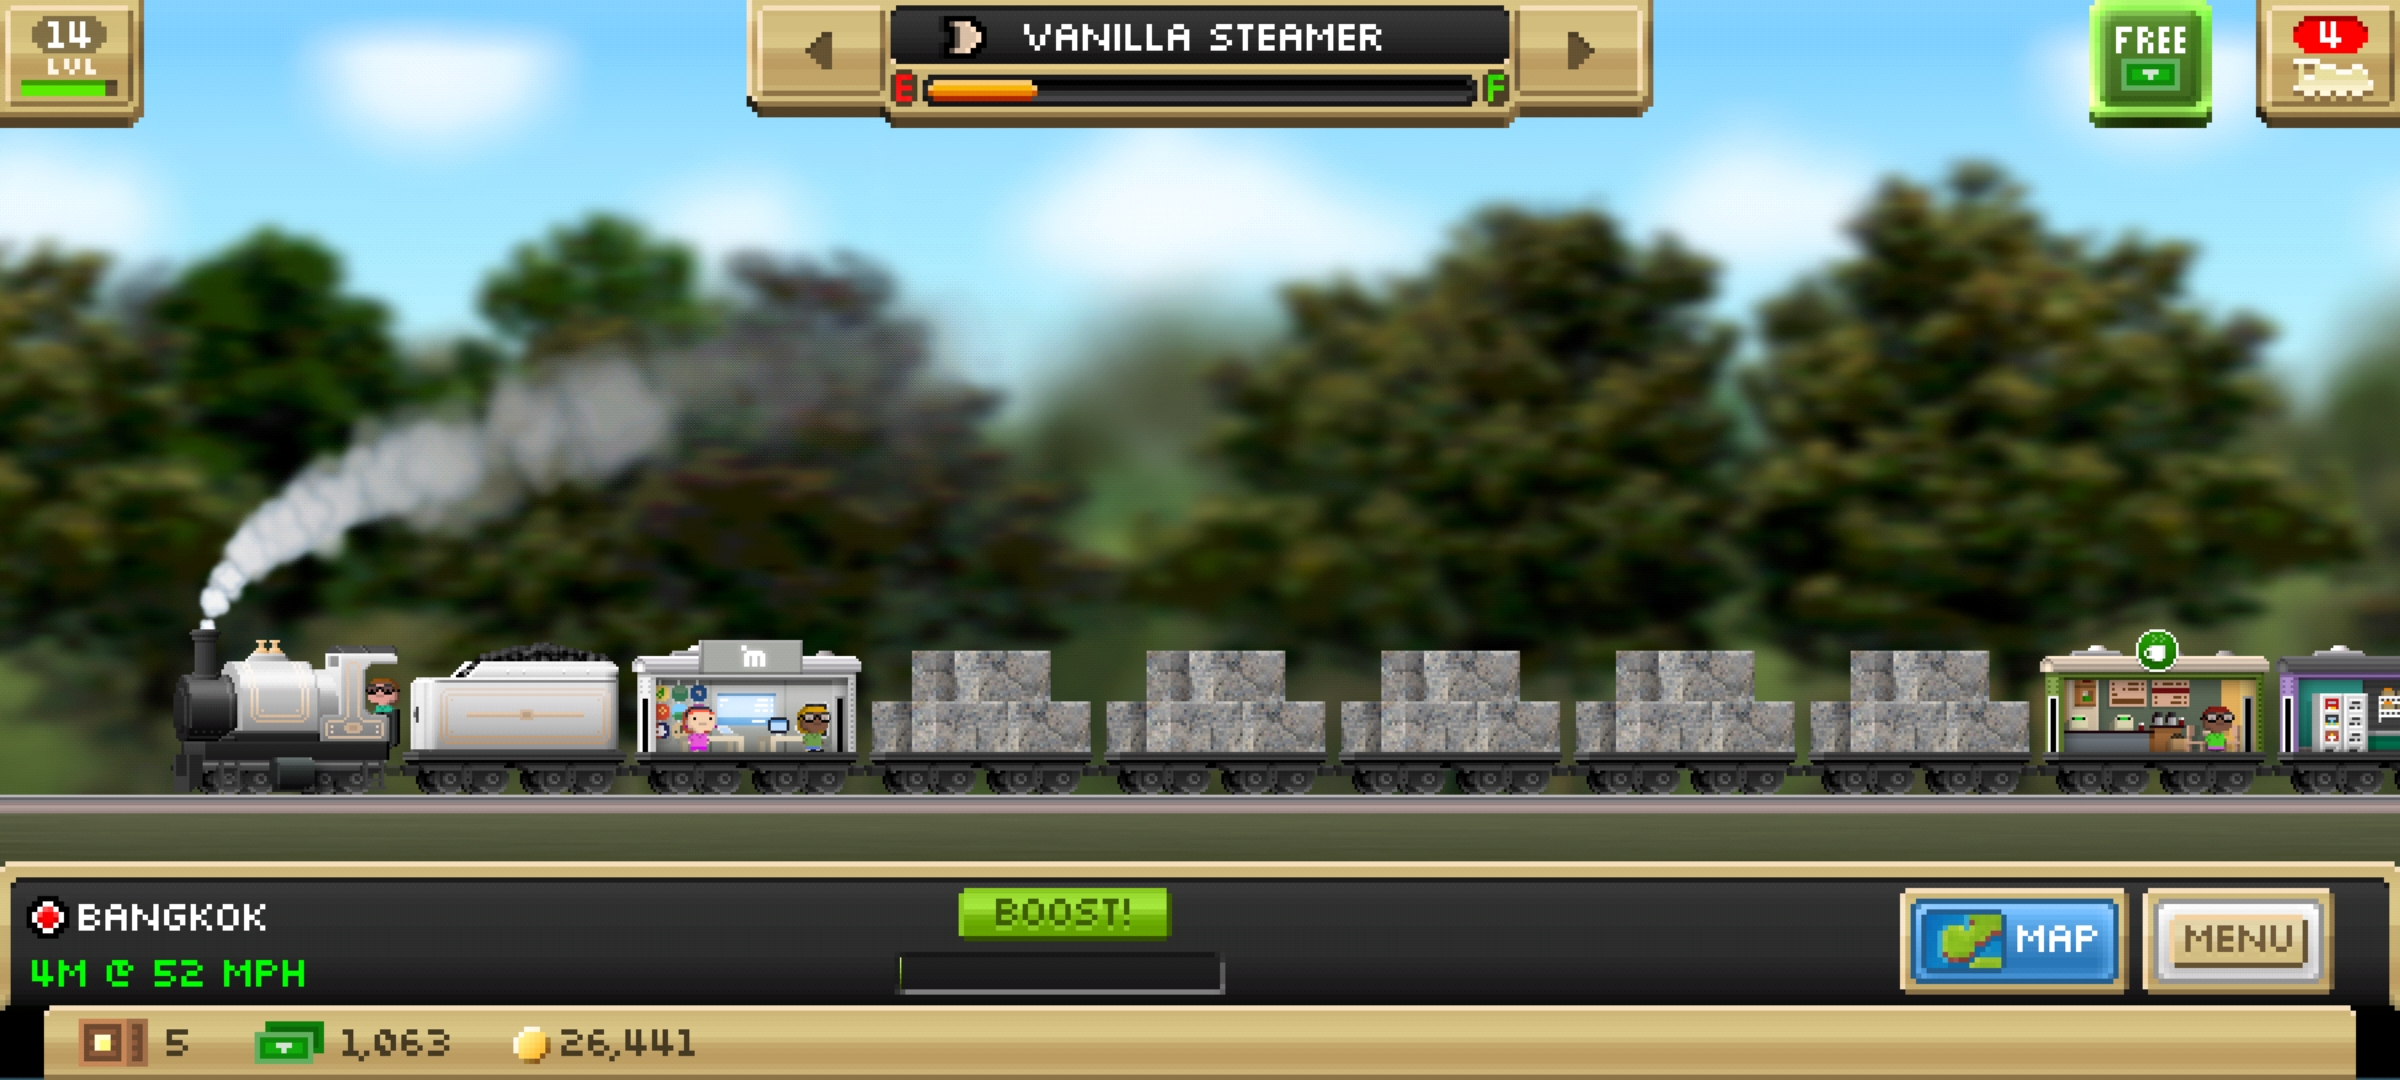 14
LVL
VANILLA STEAMER
E
F
FREE
4
m
BANGKOK
4M @ 52 MPH
BOOST!
MAP
MENU
5
1,063
26,441